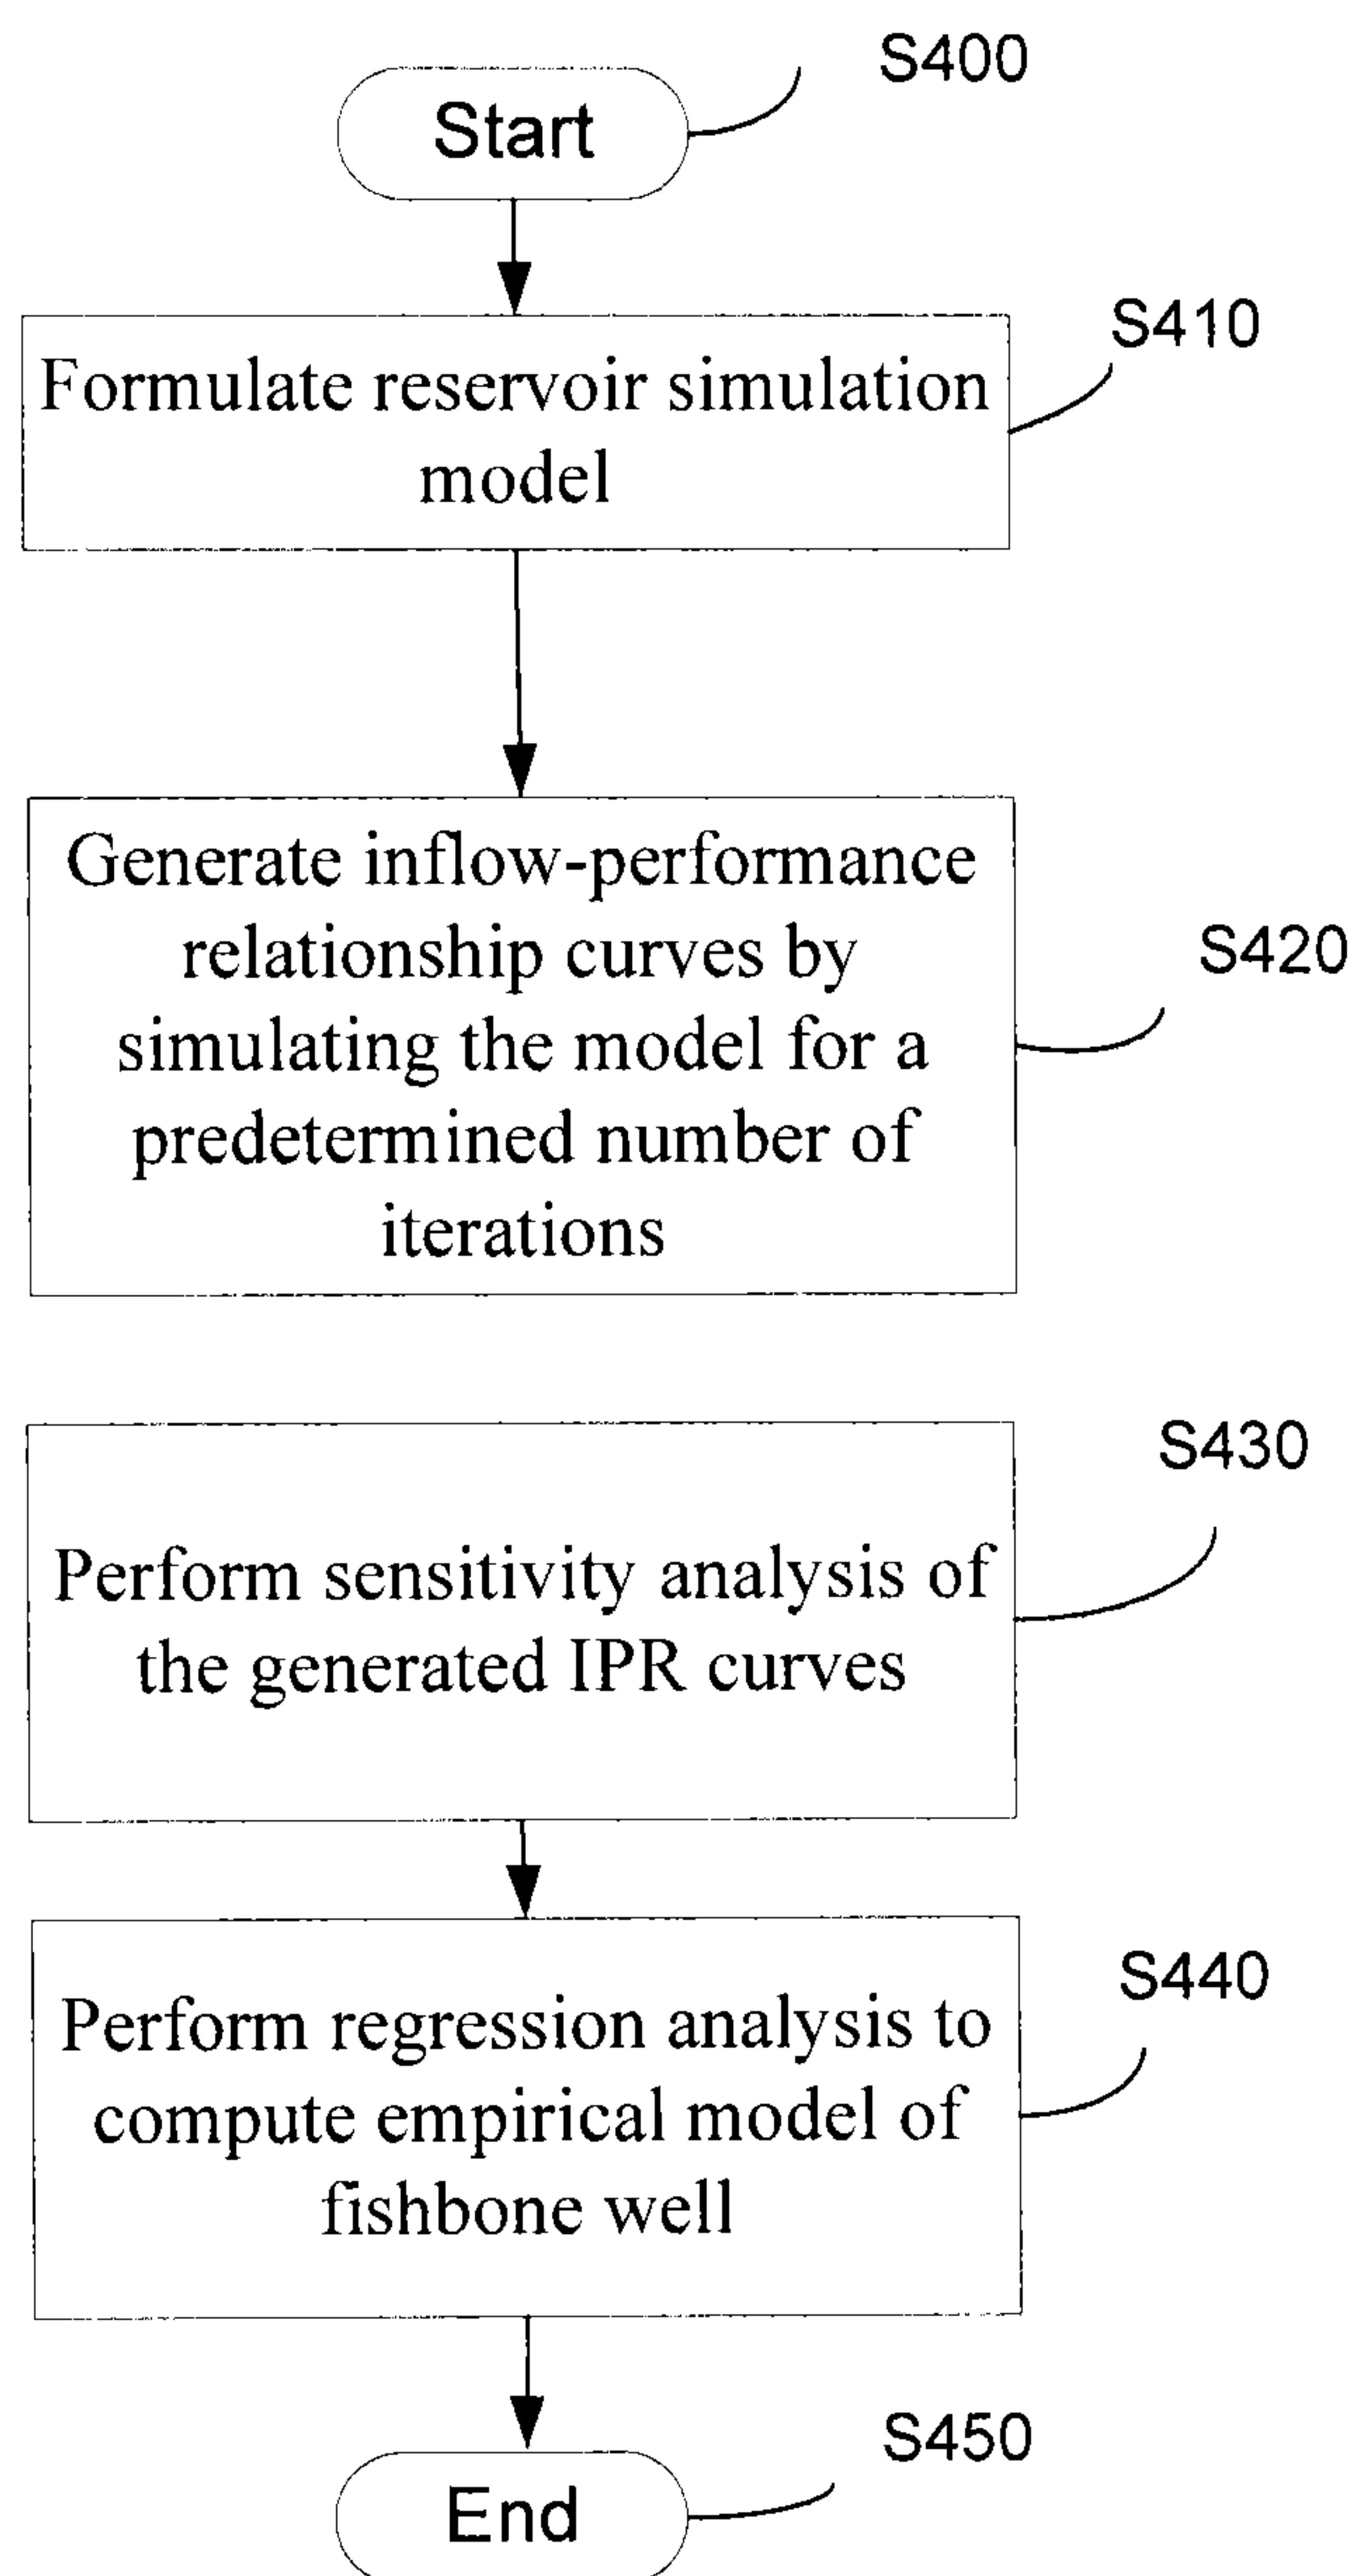 S400
Start
S410
Formulate reservoir simulation
model
Generate inflow-performance
relationship curves by
simulating the model for a
predetermined number of
iterations
S420
S430
Perform sensitivity analysis of
the generated IPR curves
S440
Perform regression analysis to
compute empirical model of
fishbone well
S450
End